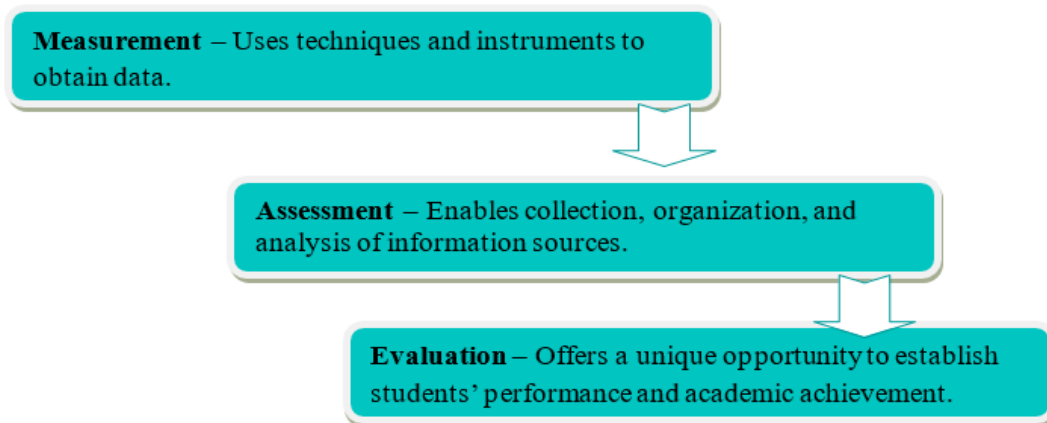 Measurement – Uses techniques and instruments to
obtain data.
Assessment – Enables collection, organization, and
analysis of information sources.
Evaluation – Offers a unique opportunity to establish
students’ performance and academic achievement.